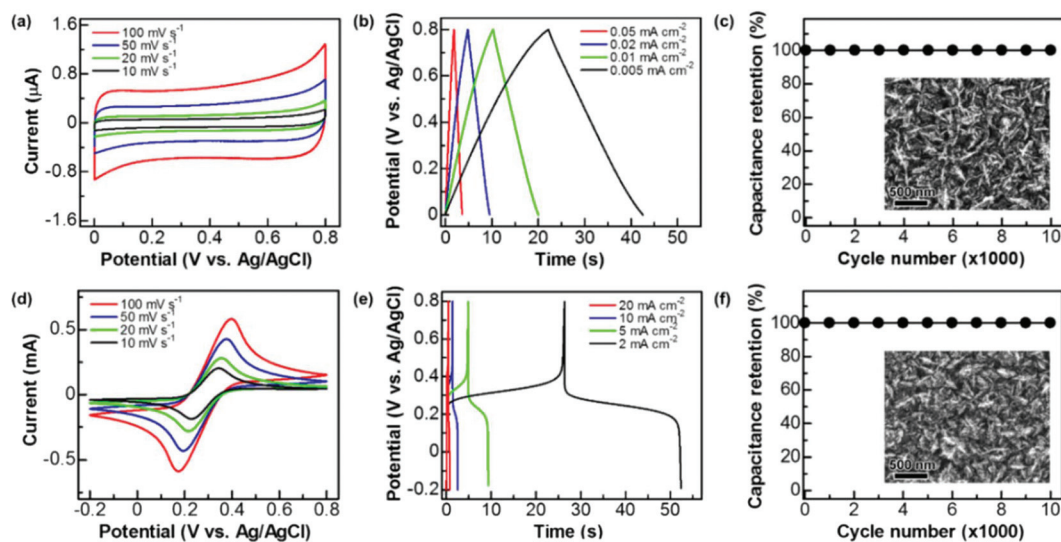 (a)
100 mV s⁻¹
50 mV s⁻¹
20 mV s⁻¹
10 mV s⁻¹
1.6
0.8
0
-0.8
-1.6
Current (µA)
0 0.2 0.4 0.6 0.8
Potential (V vs. Ag/AgCl)
(b)
0.05 mA cm⁻²
0.02 mA cm⁻²
0.01 mA cm⁻²
0.005 mA cm⁻²
0.8
0.6
0.4
0.2
0
Potential (V vs. Ag/AgCl)
0 10 20 30 40 50
Time (s)
(c)
100
80
60
40
20
0
Capacitance retention (%)
500 nm
0 2 4 6 8 10
Cycle number (x1000)
(d)
100 mV s⁻¹
50 mV s⁻¹
20 mV s⁻¹
10 mV s⁻¹
0.5
0
-0.5
Current (mA)
-0.2 0 0.2 0.4 0.6 0.8
Potential (V vs. Ag/AgCl)
(e)
20 mA cm⁻²
10 mA cm⁻²
5 mA cm⁻²
2 mA cm⁻²
0.8
0.6
0.4
0.2
0
-0.2
Potential (V vs. Ag/AgCl)
0 10 20 30 40 50
Time (s)
(f)
100
80
60
40
20
0
Capacitance retention (%)
500 nm
0 2 4 6 8 10
Cycle number (x1000)